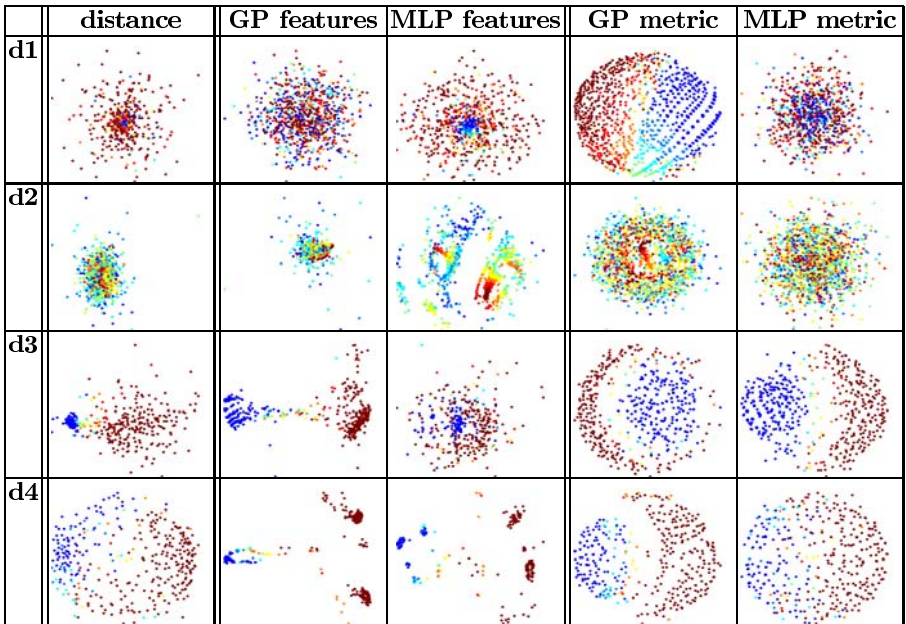 distance GP features MLP features GP metric MLP metric
d1
d2
d3
d4